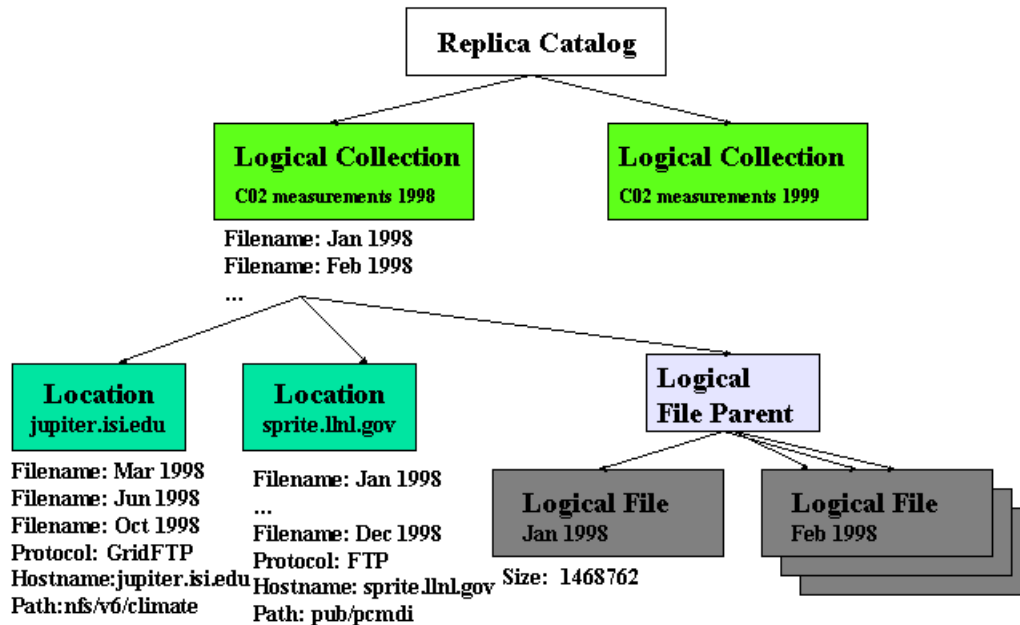 Replica Catalog
Logical Collection
C02 measurements 1998
Logical Collection
C02 measurements 1999
Filename: Jan 1998
Filename: Feb 1998
...
Location
jupiter.isi.edu
Filename: Mar 1998
Filename: Jun 1998
Filename: Oct 1998
Protocol: GridFTP
Hostname:jupiter.isi.edu
Path:nfs/v6/climate
Location
sprite.llnl.gov
Filename: Jan 1998
...
Filename: Dec 1998
Protocol: FTP
Hostname: sprite.llnl.gov
Path: pub/pcmdi
Logical
File Parent
Logical File
Jan 1998
Size: 1468762
Logical File
Feb 1998